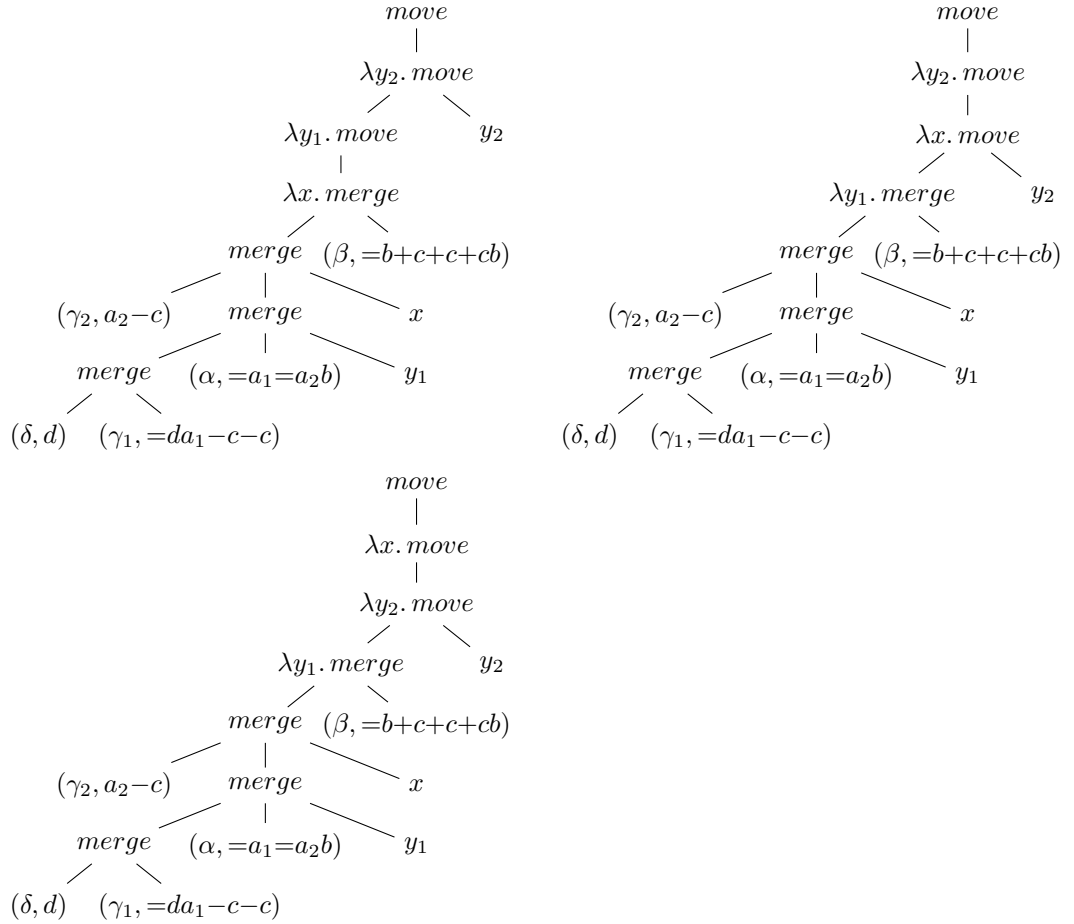 move move
λy₂. move λy₂. move
λy₁. move y₂ λx. move
λx. merge λy₁. merge y₂
merge (β, =b+c+c+cb) merge (β, =b+c+c+cb)
(γ₂, a₂−c) merge x (γ₂, a₂−c) merge x
merge (α, =a₁=a₂b) y₁ merge (α, =a₁=a₂b) y₁
(δ, d) (γ₁, =da₁−c−c) (δ, d) (γ₁, =da₁−c−c)
move
λx. move
λy₂. move
λy₁. merge y₂
merge (β, =b+c+c+cb)
(γ₂, a₂−c) merge x
merge (α, =a₁=a₂b) y₁
(δ, d) (γ₁, =da₁−c−c)